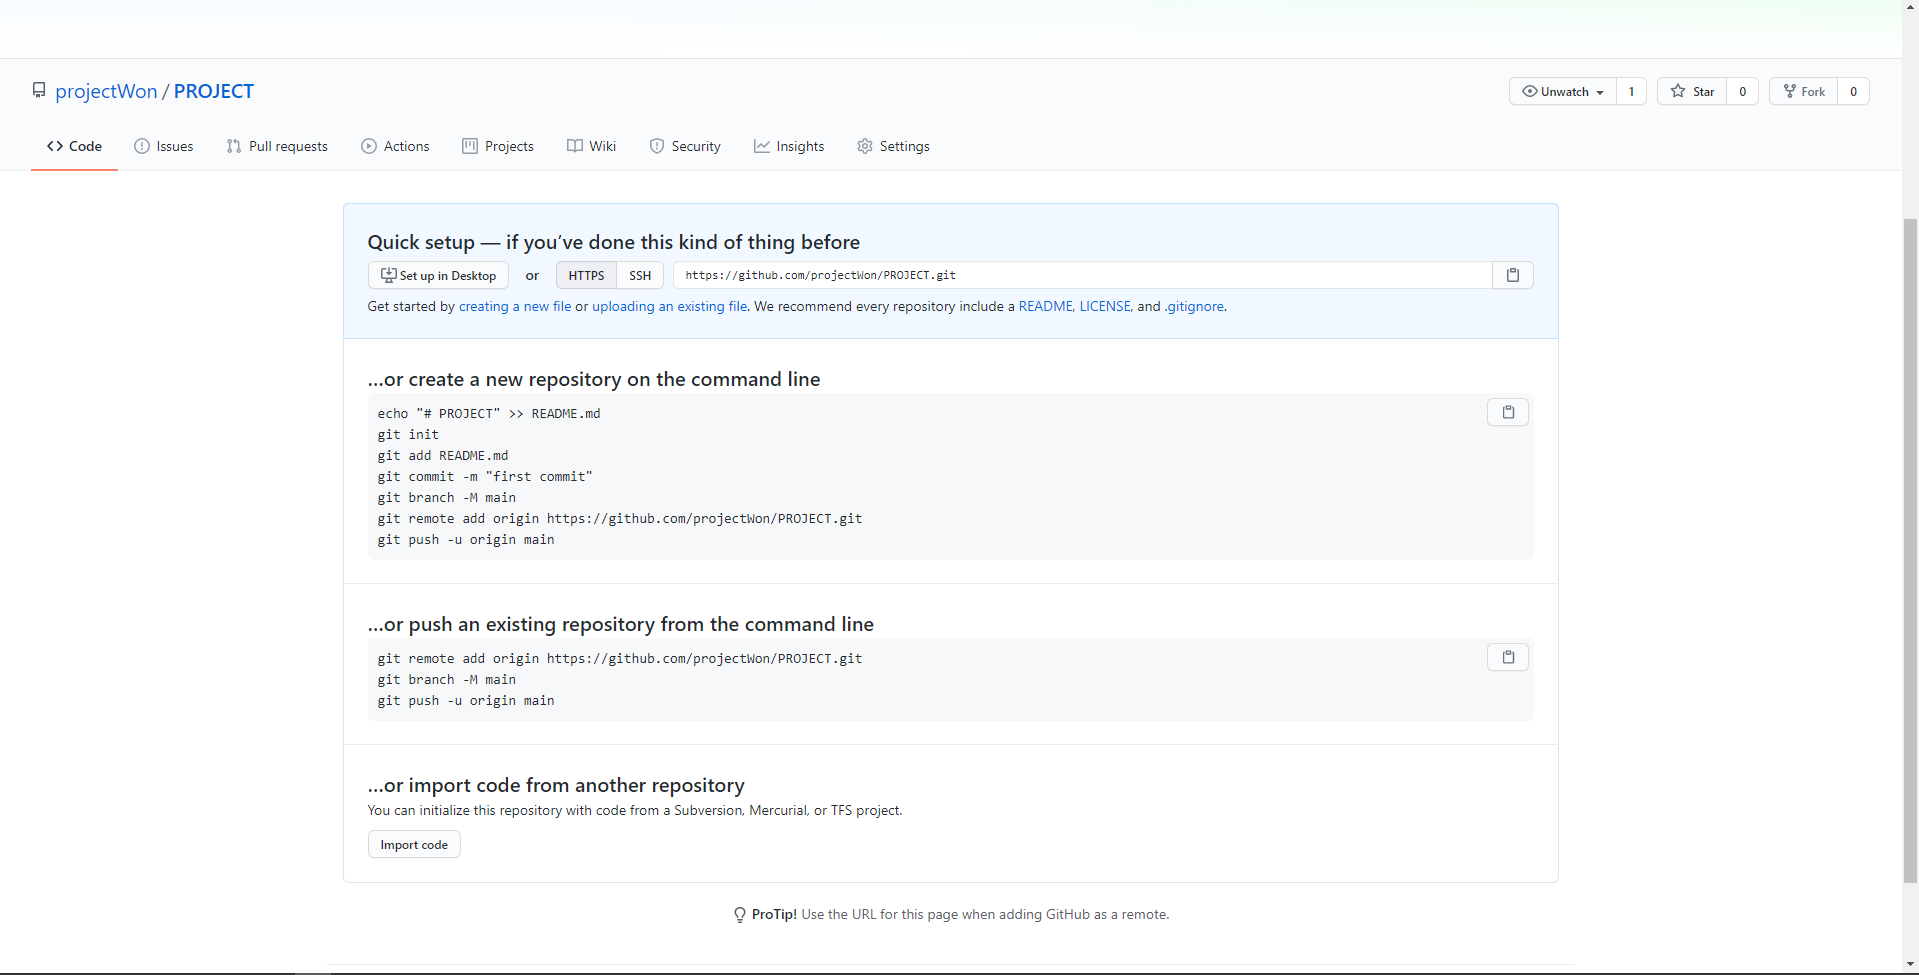 projectWon / PROJECT
Unwatch 1 Star 0 Fork 0
Code Issues Pull requests Actions Projects Wiki Security Insights Settings
Quick setup — if you've done this kind of thing before
Set up in Desktop or HTTPS SSH https://github.com/projectWon/PROJECT.git
Get started by creating a new file or uploading an existing file. We recommend every repository include a README, LICENSE, and .gitignore.
…or create a new repository on the command line
echo "# PROJECT" >> README.md
git init
git add README.md
git commit -m "first commit"
git branch -M main
git remote add origin https://github.com/projectWon/PROJECT.git
git push -u origin main
…or push an existing repository from the command line
git remote add origin https://github.com/projectWon/PROJECT.git
git branch -M main
git push -u origin main
…or import code from another repository
You can initialize this repository with code from a Subversion, Mercurial, or TFS project.
Import code
ProTip! Use the URL for this page when adding GitHub as a remote.